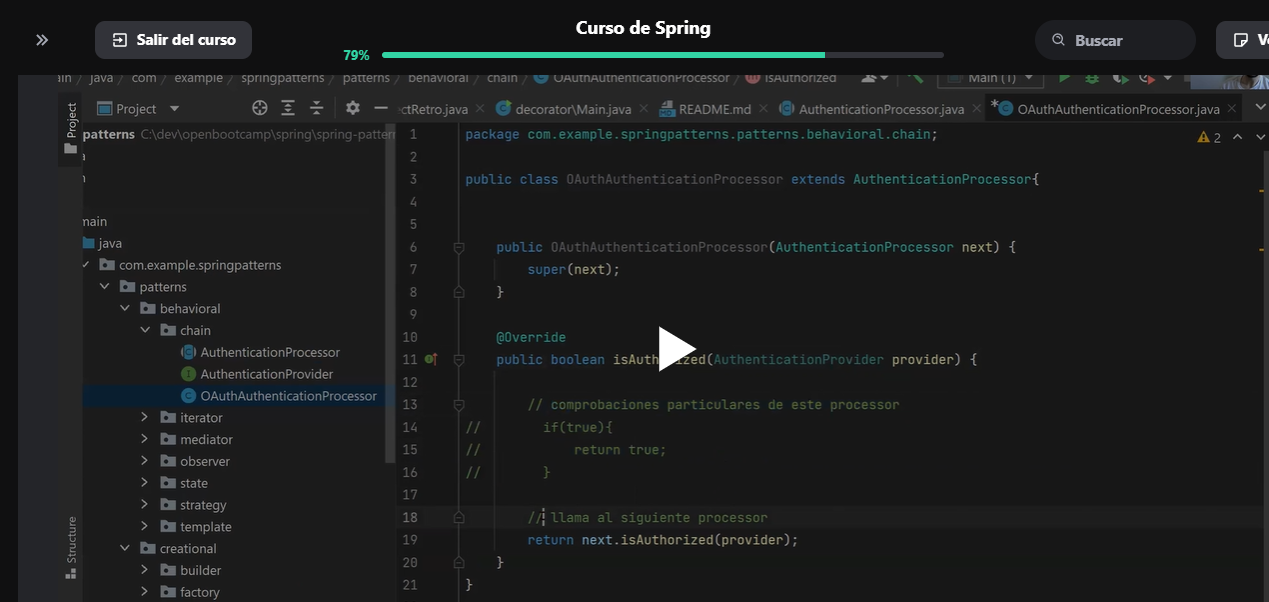 Curso de Spring
Salir del curso
79%
Buscar
java / com / example / springpatterns / patterns / behavioral / chain / OAuthAuthenticationProcessor / isAuthorized
Main (1)
Project
Project
ctRetro.java
decorator\Main.java
README.md
AuthenticationProcessor.java
* OAuthAuthenticationProcessor.java
patterns C:\dev\openbootcamp\spring\spring-patter
main
java
com.example.springpatterns
patterns
behavioral
chain
AuthenticationProcessor
AuthenticationProvider
OAuthAuthenticationProcessor
iterator
mediator
observer
state
strategy
template
creational
builder
factory
Structure
2
1 package com.example.springpatterns.patterns.behavioral.chain;
2
3 public class OAuthAuthenticationProcessor extends AuthenticationProcessor{
4
5
6 public OAuthAuthenticationProcessor(AuthenticationProcessor next) {
7 super(next);
8 }
9
10 @Override
11 public boolean isAuthorized(AuthenticationProvider provider) {
12
13 // comprobaciones particulares de este processor
14 // if(true){
15 // return true;
16 // }
17
18 // llama al siguiente processor
19 return next.isAuthorized(provider);
20 }
21 }